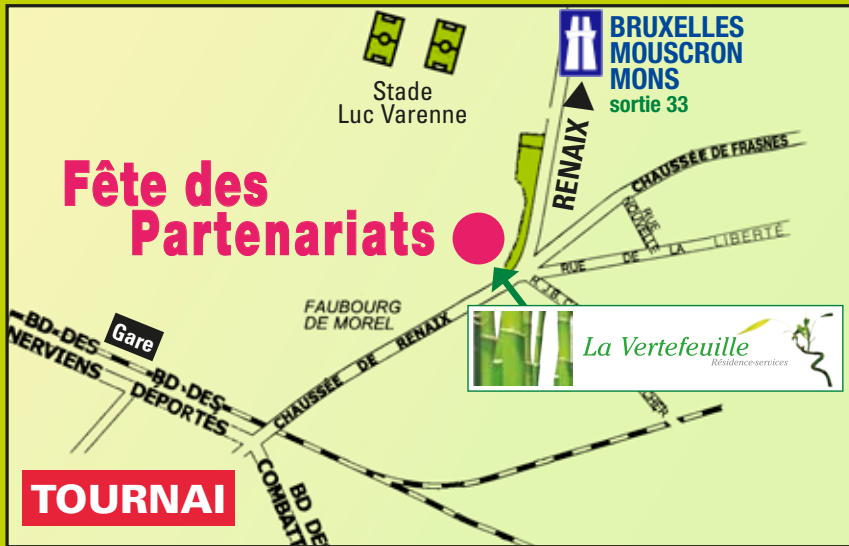 BRUXELLES
MOUSCRON
MONS
sortie 33
Stade
Luc Varenne
RENAIX
CHAUSSÉE DE FRASNES
RUE
NOUVELLE
RUE DE LA LIBERTÉ
Fête des
Partenariats
FAUBOURG
DE MOREL
CHAUSSÉE DE RENAIX
La Vertefeuille
Résidence-services
Gare
BD DES
NERVIENS
BD DES
DÉPORTÉS
BD DES
TOURNAI